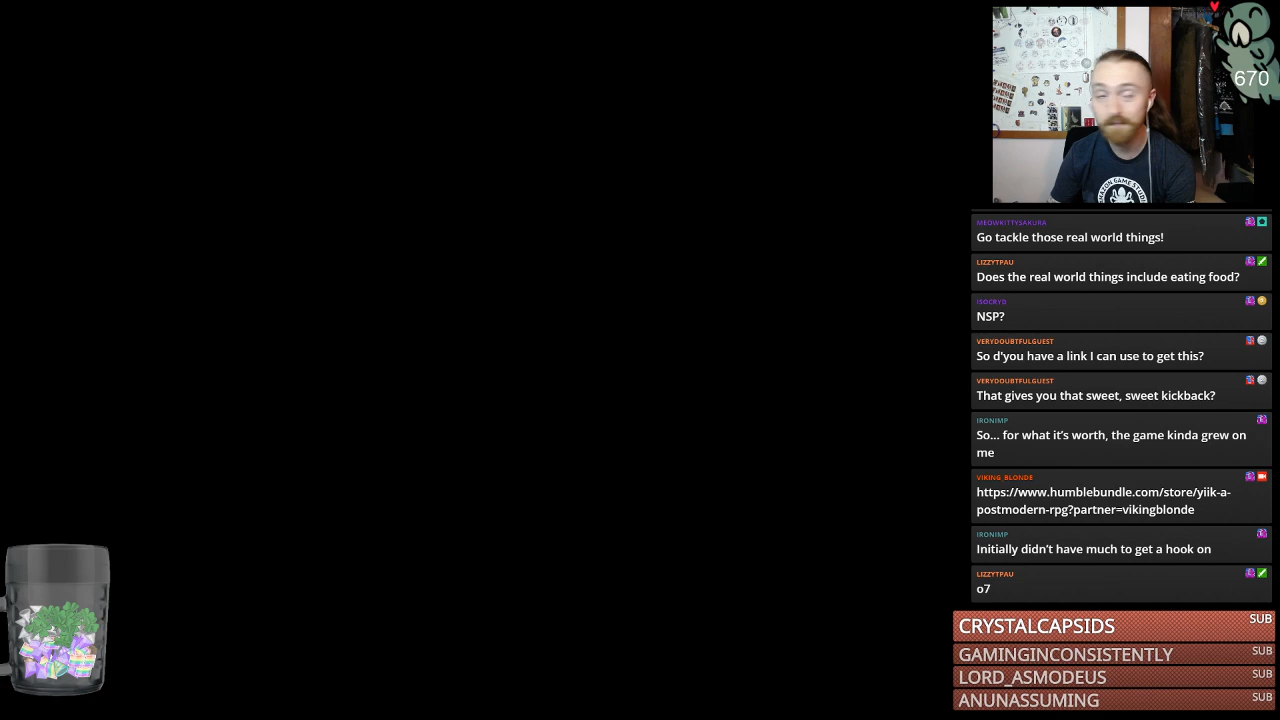 670
MEOWKITTYSAKURA
Go tackle those real world things!
LIZZYTPAU
Does the real world things include eating food?
ISOCRYD
NSP?
VERYDOUBTFULGUEST
So d'you have a link I can use to get this?
VERYDOUBTFULGUEST
That gives you that sweet, sweet kickback?
IRONIMP
So... for what it's worth, the game kinda grew on
me
VIKING_BLONDE
https://www.humblebundle.com/store/yiik-a-
postmodern-rpg?partner=vikingblonde
IRONIMP
Initially didn't have much to get a hook on
LIZZYTPAU
o7
CRYSTALCAPSIDS SUB
GAMINGINCONSISTENTLY SUB
LORD_ASMODEUS SUB
ANUNASSUMING SUB